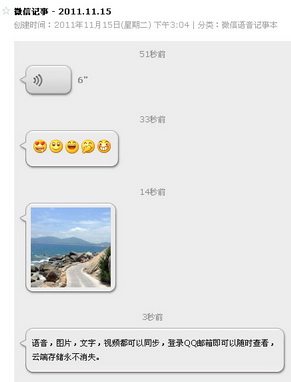 微信记事 - 2011.11.15
创建时间：2011年11月15日(星期二) 下午3:04 | 分类：微信语音记事本
51秒前
6"
33秒前
14秒前
3秒前
语音，图片，文字，视频都可以同步，登录QQ邮箱即可以随时查看，
云端存储永不消失。